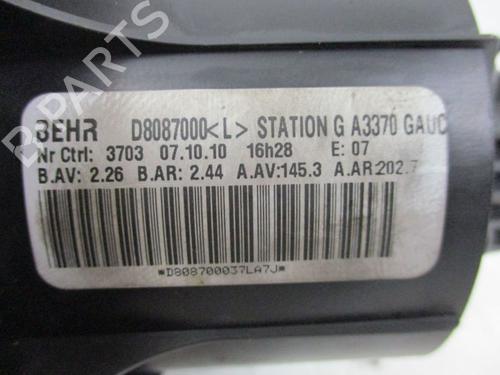 BEHR D8087000<L> STATION G A3370 GAUC
Nr Ctrl: 3703 07.10.10 16h28 E: 07
B.AV: 2.26 B.AR: 2.44 A.AV:145.3 A.AR:202.7
*D808700037LA7J*
B-PARTS